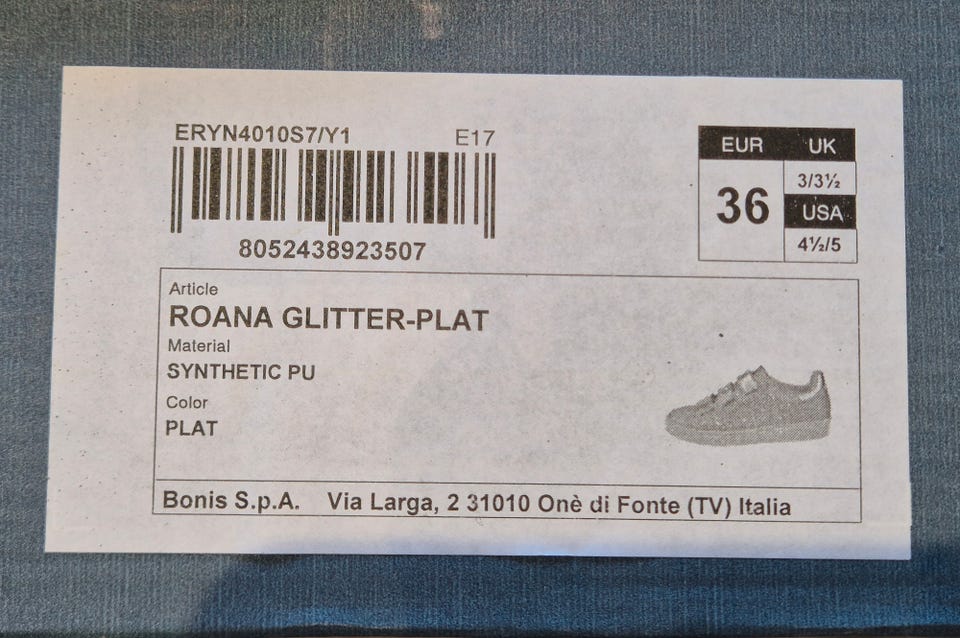 ERYN4010S7/Y1 E17
8052438923507
EUR UK
36 3/3½
USA
4½/5
Article
ROANA GLITTER-PLAT
Material
SYNTHETIC PU
Color
PLAT
Bonis S.p.A. Via Larga, 2 31010 Onè di Fonte (TV) Italia